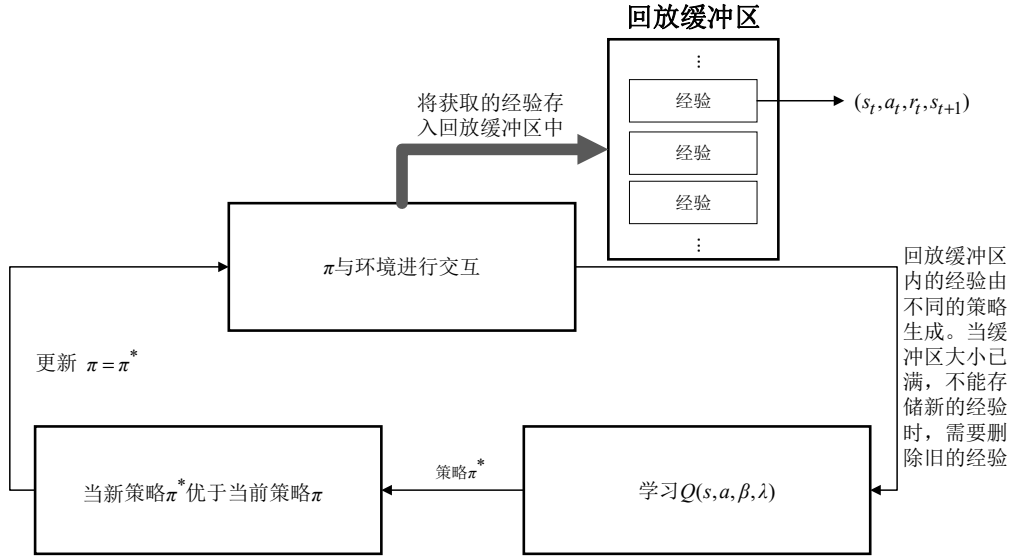 回放缓冲区
⋮
将获取的经验存
入回放缓冲区中
经验
(s_t,a_t,r_t,s_{t+1})
经验
经验
⋮
π与环境进行交互
回放缓冲区
内的经验由
不同的策略
生成。当缓
冲区大小已
满，不能存
储新的经验
时，需要删
除旧的经验
更新 π=π*
当新策略π*优于当前策略π
策略π*
学习Q(s,a,β,λ)